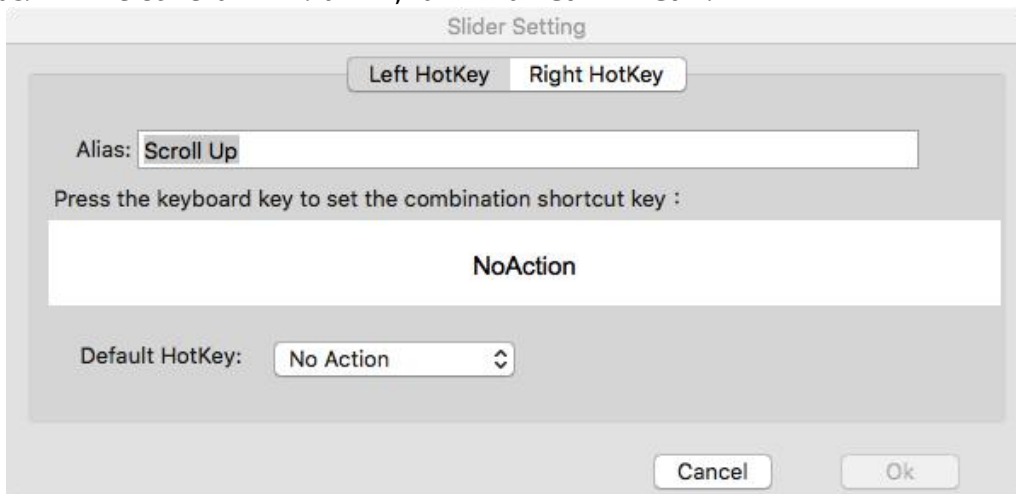 Slider Setting
Left HotKey Right HotKey
Alias: Scroll Up
Press the keyboard key to set the combination shortcut key :
NoAction
Default HotKey: No Action
Cancel Ok